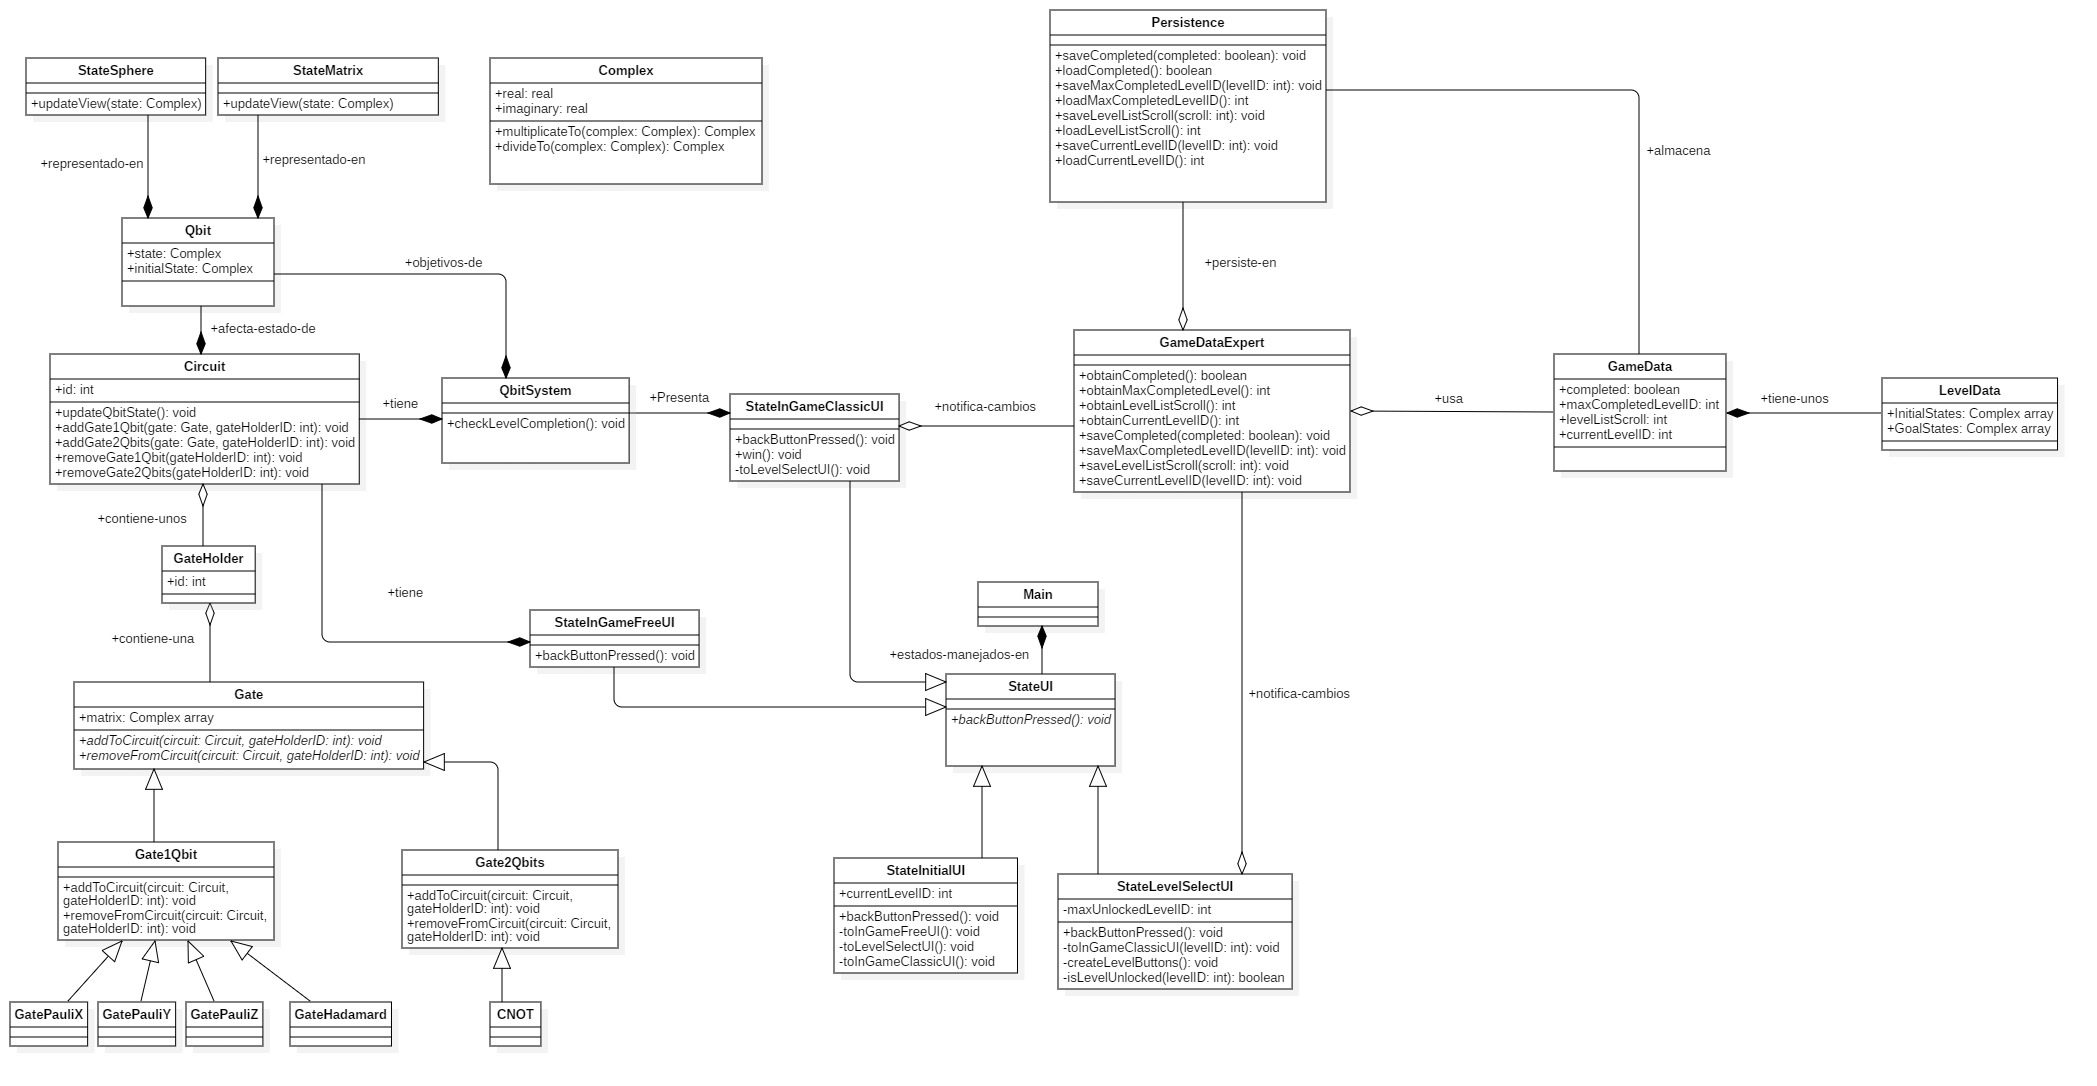 Persistence
+saveCompleted(completed: boolean): void
+loadCompleted(): boolean
+saveMaxCompletedLevelID(levelID: int): void
+loadMaxCompletedLevelID(): int
+saveLevelListScroll(scroll: int): void
+loadLevelListScroll(): int
+saveCurrentLevelID(levelID: int): void
+loadCurrentLevelID(): int
StateSphere
+updateView(state: Complex)
StateMatrix
+updateView(state: Complex)
Complex
+real: real
+imaginary: real
+multiplicateTo(complex: Complex): Complex
+divideTo(complex: Complex): Complex
+almacena
+representado-en
+representado-en
Qbit
+state: Complex
+initialState: Complex
+objetivos-de
+persiste-en
+afecta-estado-de
Circuit
+id: int
+updateQbitState(): void
+addGate1Qbit(gate: Gate, gateHolderID: int): void
+addGate2Qbits(gate: Gate, gateHolderID: int): void
+removeGate1Qbit(gateHolderID: int): void
+removeGate2Qbits(gateHolderID: int): void
+tiene
QbitSystem
+checkLevelCompletion(): void
+Presenta
StateInGameClassicUI
+backButtonPressed(): void
+win(): void
-toLevelSelectUI(): void
+notifica-cambios
GameDataExpert
+obtainCompleted(): boolean
+obtainMaxCompletedLevel(): int
+obtainLevelListScroll(): int
+obtainCurrentLevelID(): int
+saveCompleted(completed: boolean): void
+saveMaxCompletedLevelID(levelID: int): void
+saveLevelListScroll(scroll: int): void
+saveCurrentLevelID(levelID: int): void
+usa
GameData
+completed: boolean
+maxCompletedLevelID: int
+levelListScroll: int
+currentLevelID: int
+tiene-unos
LevelData
+InitialStates: Complex array
+GoalStates: Complex array
+contiene-unos
GateHolder
+id: int
+tiene
StateInGameFreeUI
+backButtonPressed(): void
Main
+contiene-una
+estados-manejados-en
StateUI
+backButtonPressed(): void
+notifica-cambios
Gate
+matrix: Complex array
+addToCircuit(circuit: Circuit, gateHolderID: int): void
+removeFromCircuit(circuit: Circuit, gateHolderID: int): void
Gate1Qbit
+addToCircuit(circuit: Circuit,
gateHolderID: int): void
+removeFromCircuit(circuit: Circuit,
gateHolderID: int): void
Gate2Qbits
+addToCircuit(circuit: Circuit,
gateHolderID: int): void
+removeFromCircuit(circuit: Circuit,
gateHolderID: int): void
StateInitialUI
+currentLevelID: int
+backButtonPressed(): void
-toInGameFreeUI(): void
-toLevelSelectUI(): void
-toInGameClassicUI(): void
StateLevelSelectUI
-maxUnlockedLevelID: int
+backButtonPressed(): void
-toInGameClassicUI(levelID: int): void
-createLevelButtons(): void
-isLevelUnlocked(levelID: int): boolean
GatePauliX
GatePauliY
GatePauliZ
GateHadamard
CNOT